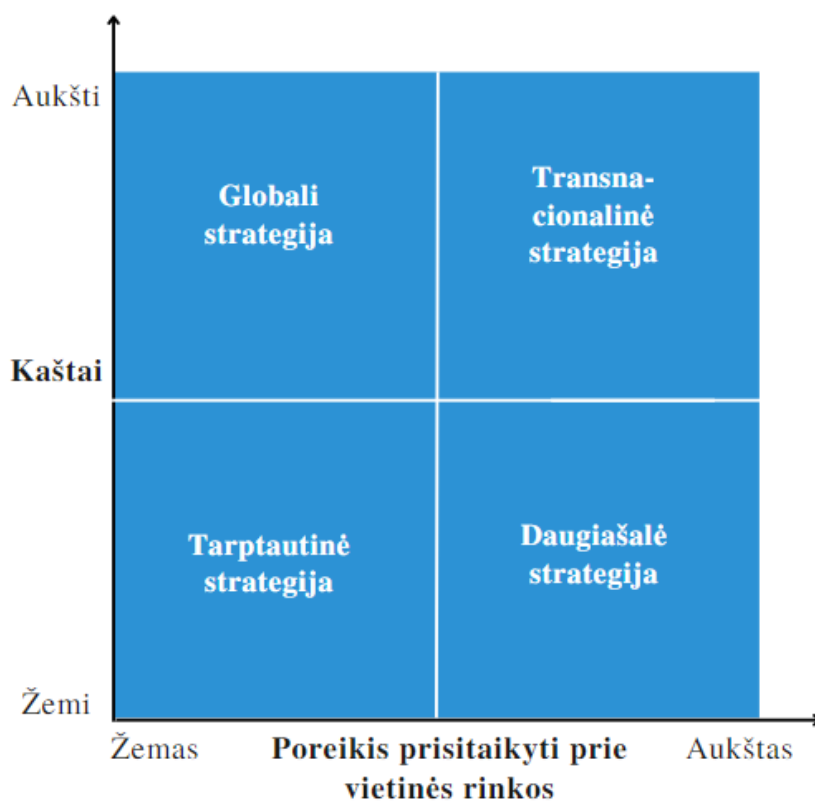 Aukšti
Globali
strategija
Transna-
cionalinė
strategija
Kaštai
Tarptautinė
strategija
Daugiašalė
strategija
Žemi
Žemas
Poreikis prisitaikyti prie
vietinės rinkos
Aukštas